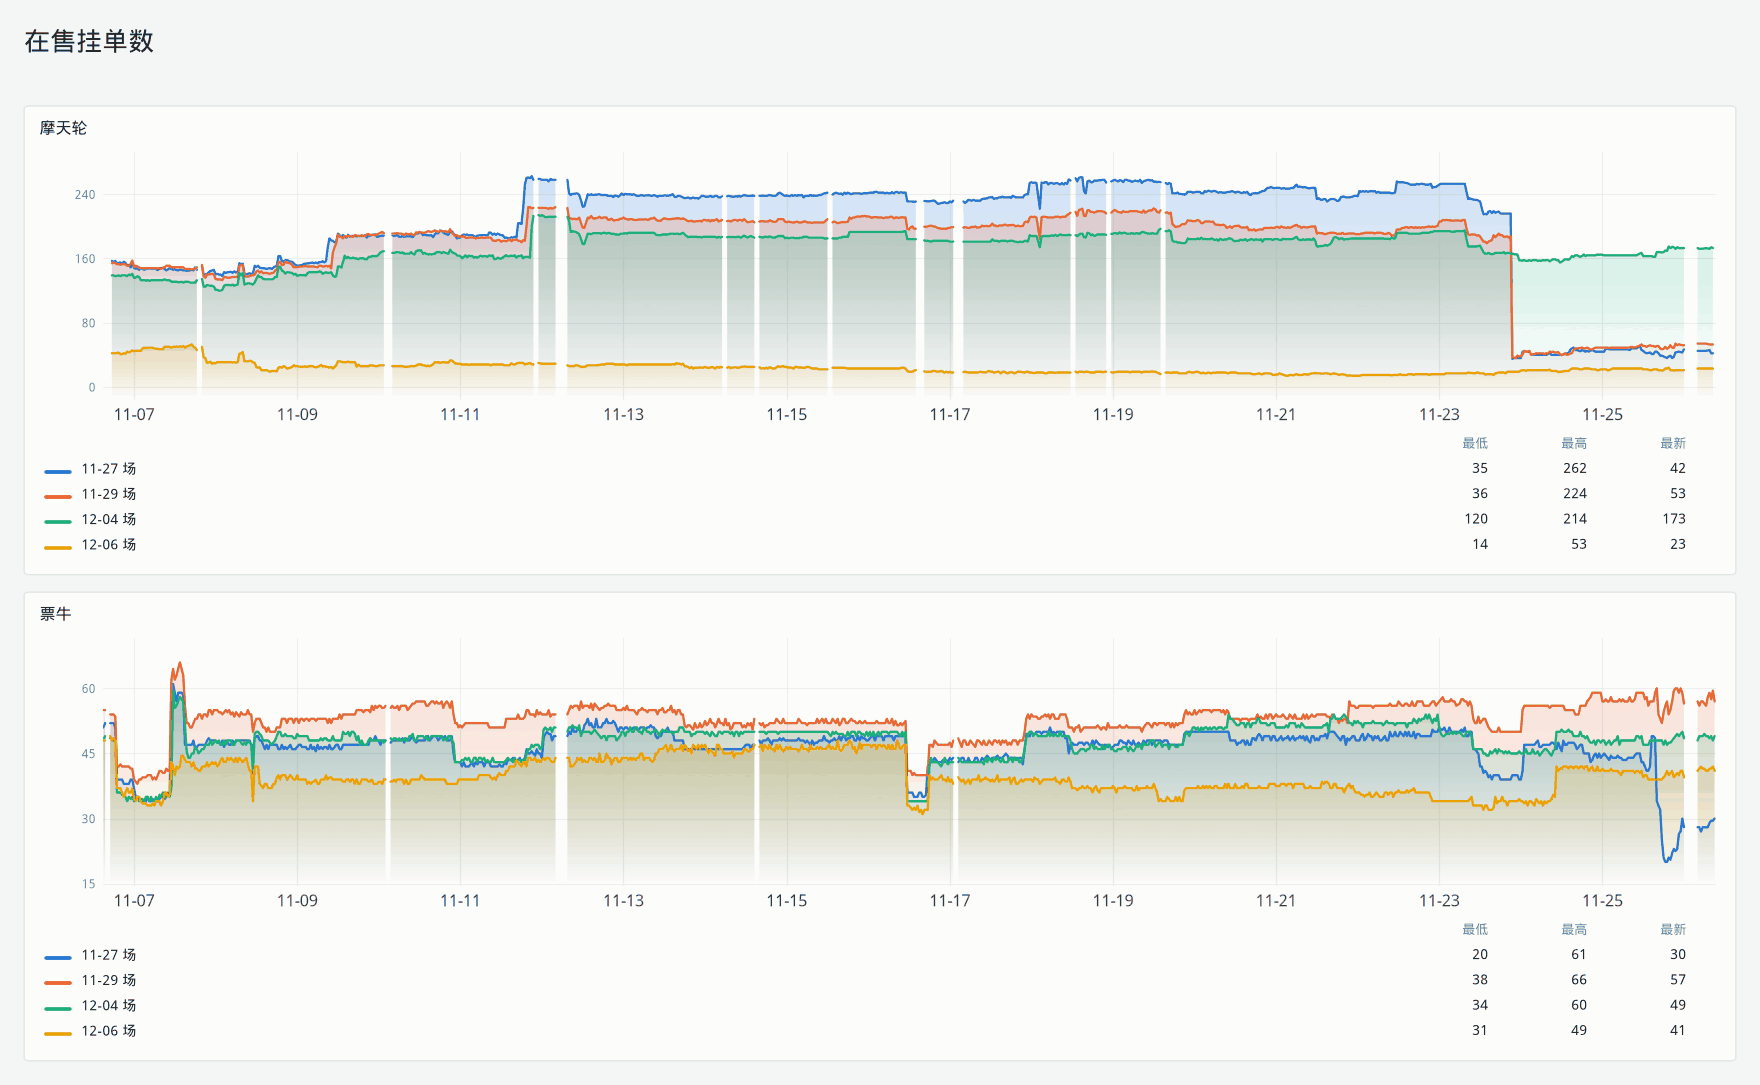 在售挂单数
摩天轮
240
160
80
0
11-07 11-09 11-11 11-13 11-15 11-17 11-19 11-21 11-23 11-25
最低 最高 最新
11-27 场 35 262 42
11-29 场 36 224 53
12-04 场 120 214 173
12-06 场 14 53 23
票牛
60
45
30
15
11-07 11-09 11-11 11-13 11-15 11-17 11-19 11-21 11-23 11-25
最低 最高 最新
11-27 场 20 61 30
11-29 场 38 66 57
12-04 场 34 60 49
12-06 场 31 49 41